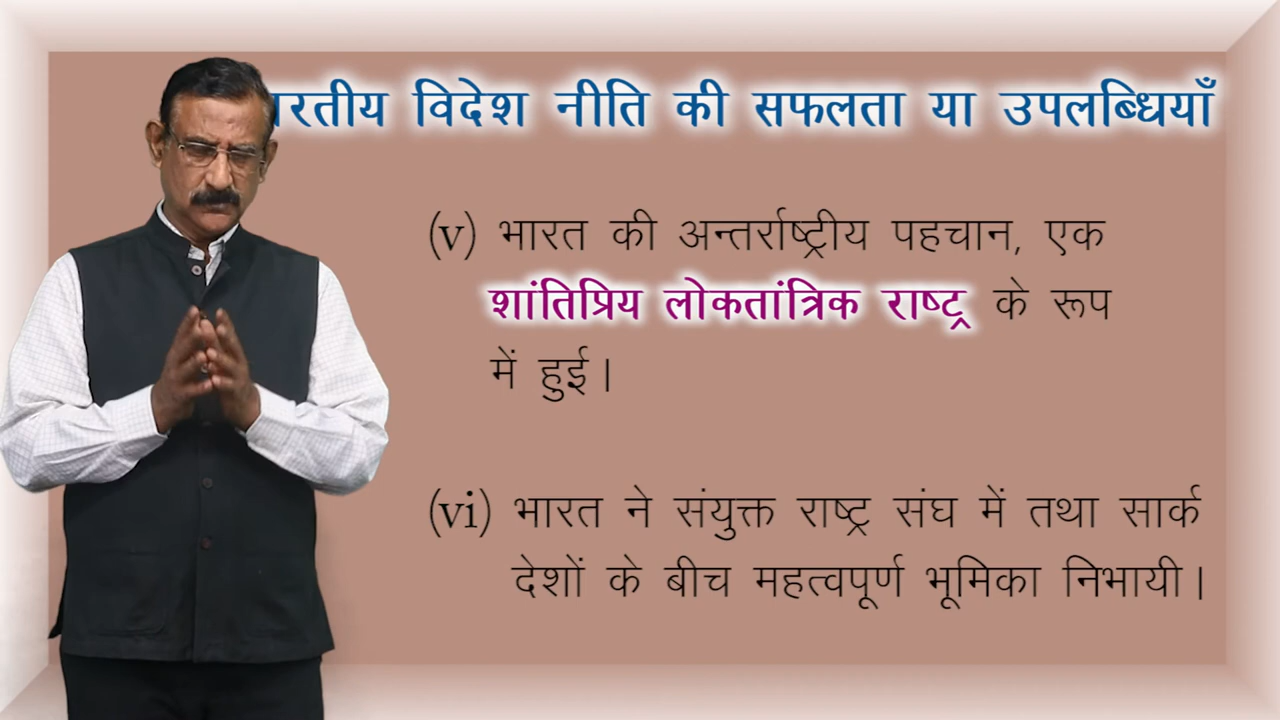 रतीय विदेश नीति की सफलता या उपलब्धियाँ
(v) भारत की अन्तर्राष्ट्रीय पहचान, एक
शांतिप्रिय लोकतांत्रिक राष्ट्र के रूप
में हुई।
(vi) भारत ने संयुक्त राष्ट्र संघ में तथा सार्क
देशों के बीच महत्वपूर्ण भूमिका निभायी।